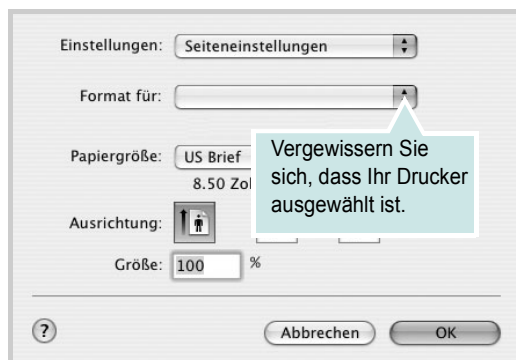 Einstellungen: Seiteneinstellungen
Format für:
Papiergröße: US Brief
8.50 Zol
Vergewissern Sie
sich, dass Ihr Drucker
ausgewählt ist.
Ausrichtung:
Größe: 100 %
? Abbrechen OK